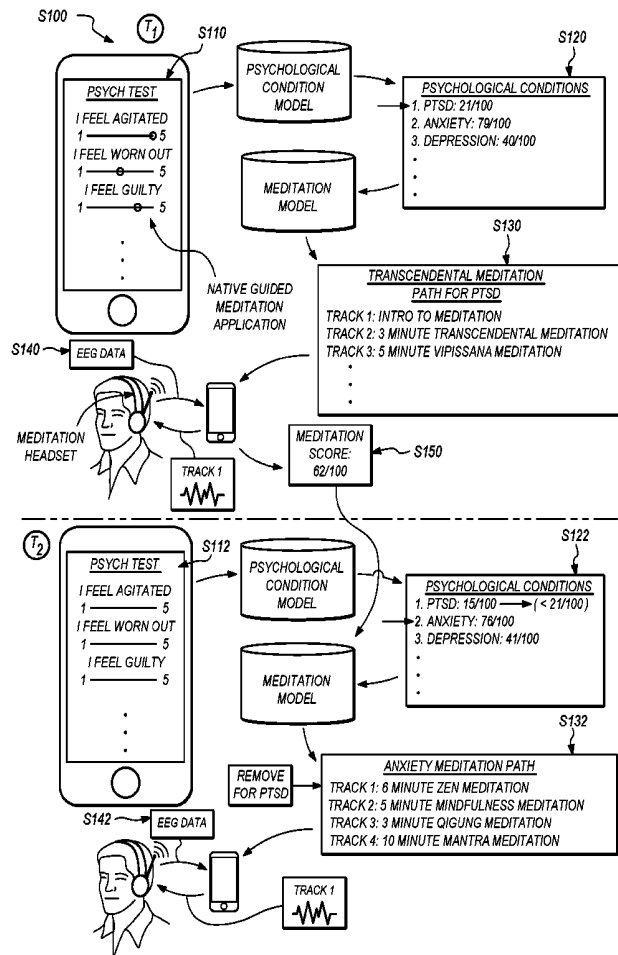 S100
T1
S110
PSYCH TEST
I FEEL AGITATED
1 5
I FEEL WORN OUT
1 5
I FEEL GUILTY
1 5
NATIVE GUIDED
MEDITATION
APPLICATION
PSYCHOLOGICAL
CONDITION
MODEL
S120
PSYCHOLOGICAL CONDITIONS
1. PTSD: 21/100
2. ANXIETY: 79/100
3. DEPRESSION: 40/100
MEDITATION
MODEL
S130
TRANSCENDENTAL MEDITATION
PATH FOR PTSD
TRACK 1: INTRO TO MEDITATION
TRACK 2: 3 MINUTE TRANSCENDENTAL MEDITATION
TRACK 3: 5 MINUTE VIPISSANA MEDITATION
S140
EEG DATA
MEDITATION
HEADSET
TRACK 1
MEDITATION
SCORE:
62/100
S150
T2
S112
PSYCH TEST
I FEEL AGITATED
1 5
I FEEL WORN OUT
1 5
I FEEL GUILTY
1 5
PSYCHOLOGICAL
CONDITION
MODEL
S122
PSYCHOLOGICAL CONDITIONS
1. PTSD: 15/100 (< 21/100)
2. ANXIETY: 76/100
3. DEPRESSION: 41/100
MEDITATION
MODEL
S132
REMOVE
FOR PTSD
ANXIETY MEDITATION PATH
TRACK 1: 6 MINUTE ZEN MEDITATION
TRACK 2: 5 MINUTE MINDFULNESS MEDITATION
TRACK 3: 3 MINUTE QIGUNG MEDITATION
TRACK 4: 10 MINUTE MANTRA MEDITATION
S142
EEG DATA
TRACK 1